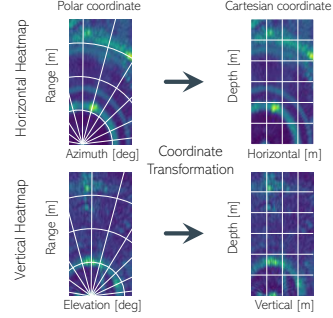 Polar coordinate
Cartesian coordinate
Horizontal Heatmap
Range [m]
Depth [m]
Azimuth [deg]
Horizontal [m]
Coordinate
Transformation
Vertical Heatmap
Range [m]
Depth [m]
Elevation [deg]
Vertical [m]